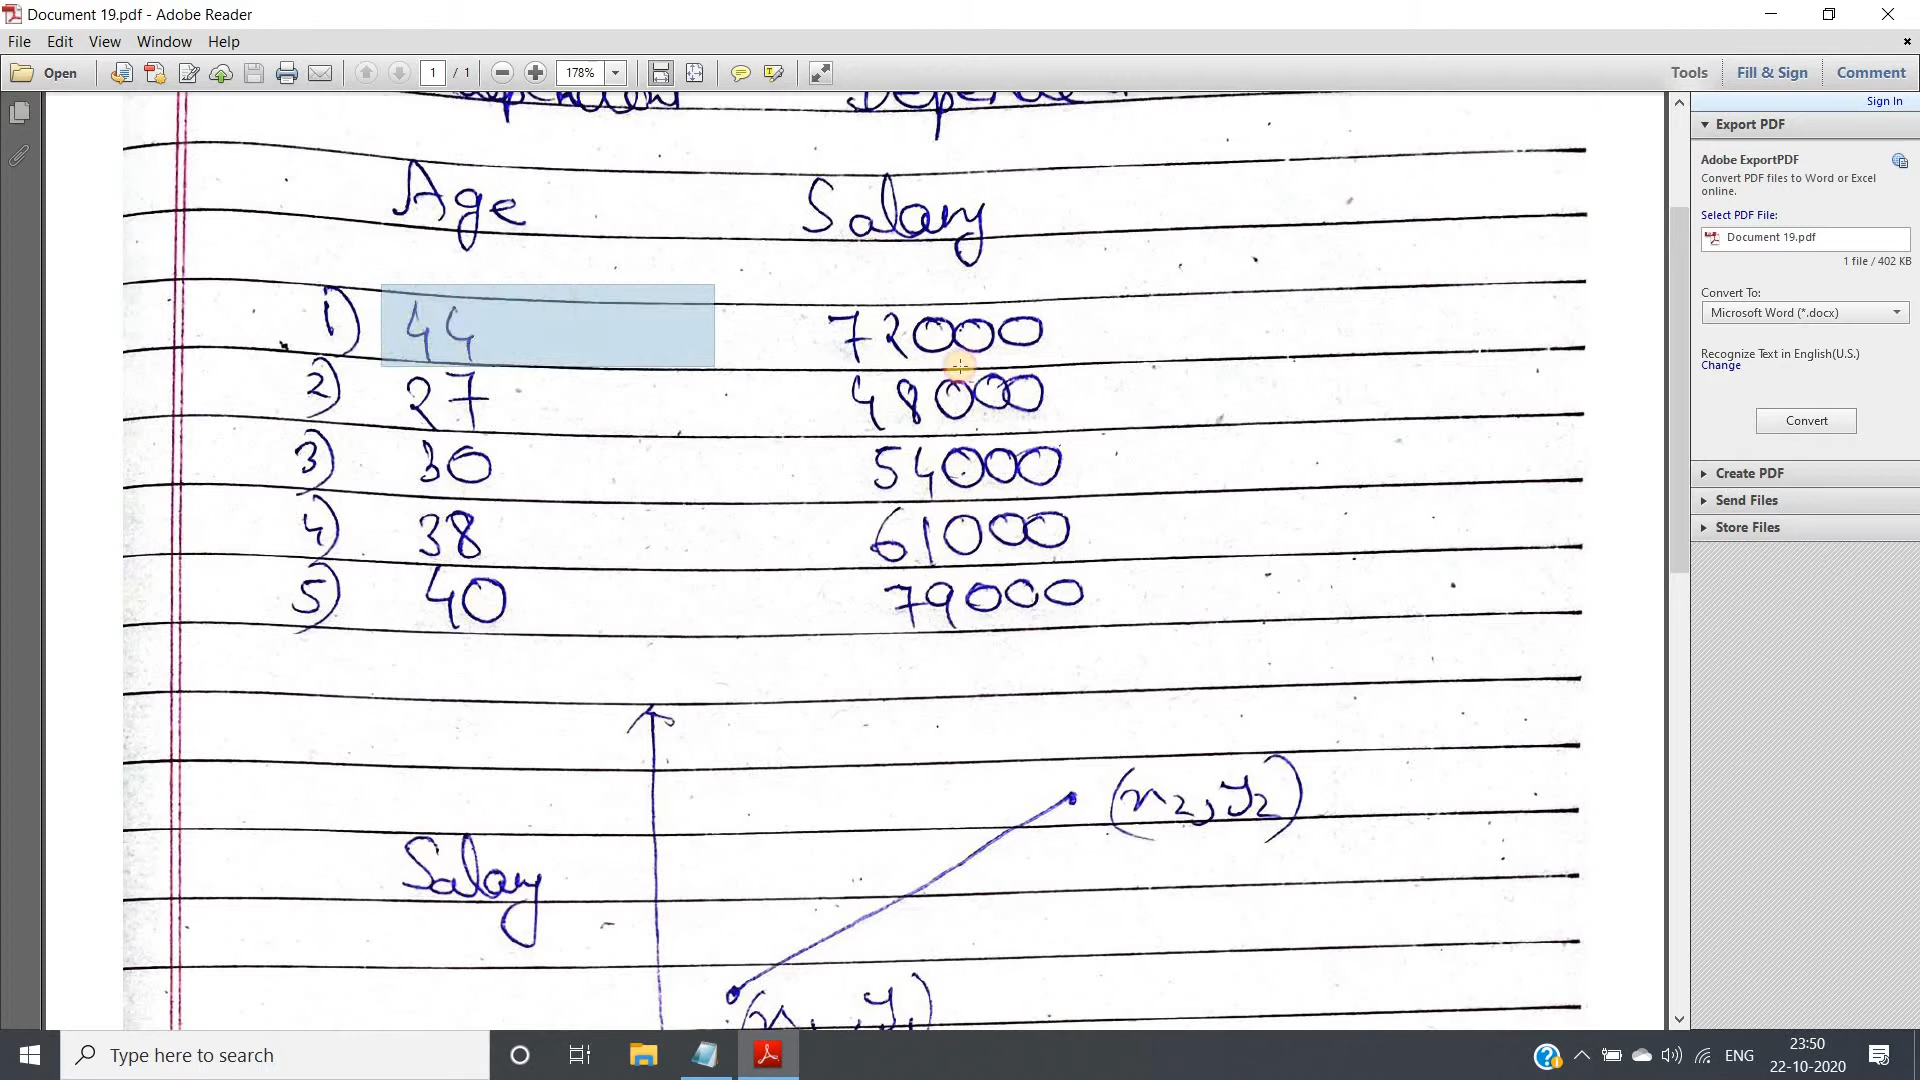 Document 19.pdf - Adobe Reader
File Edit View Window Help
Open 1 / 1 178% Tools Fill & Sign Comment
Sign In
Age Salary
1) 44 72000
2) 27 48000
3) 30 54000
4) 38 61000
5) 40 79000
(x2, y2)
Salary
Export PDF
Adobe ExportPDF
Convert PDF files to Word or Excel
online.
Select PDF File:
Document 19.pdf
1 file / 402 KB
Convert To:
Microsoft Word (*.docx)
Recognize Text in English(U.S.)
Change
Convert
Create PDF
Send Files
Store Files
Type here to search
ENG
23:50
22-10-2020